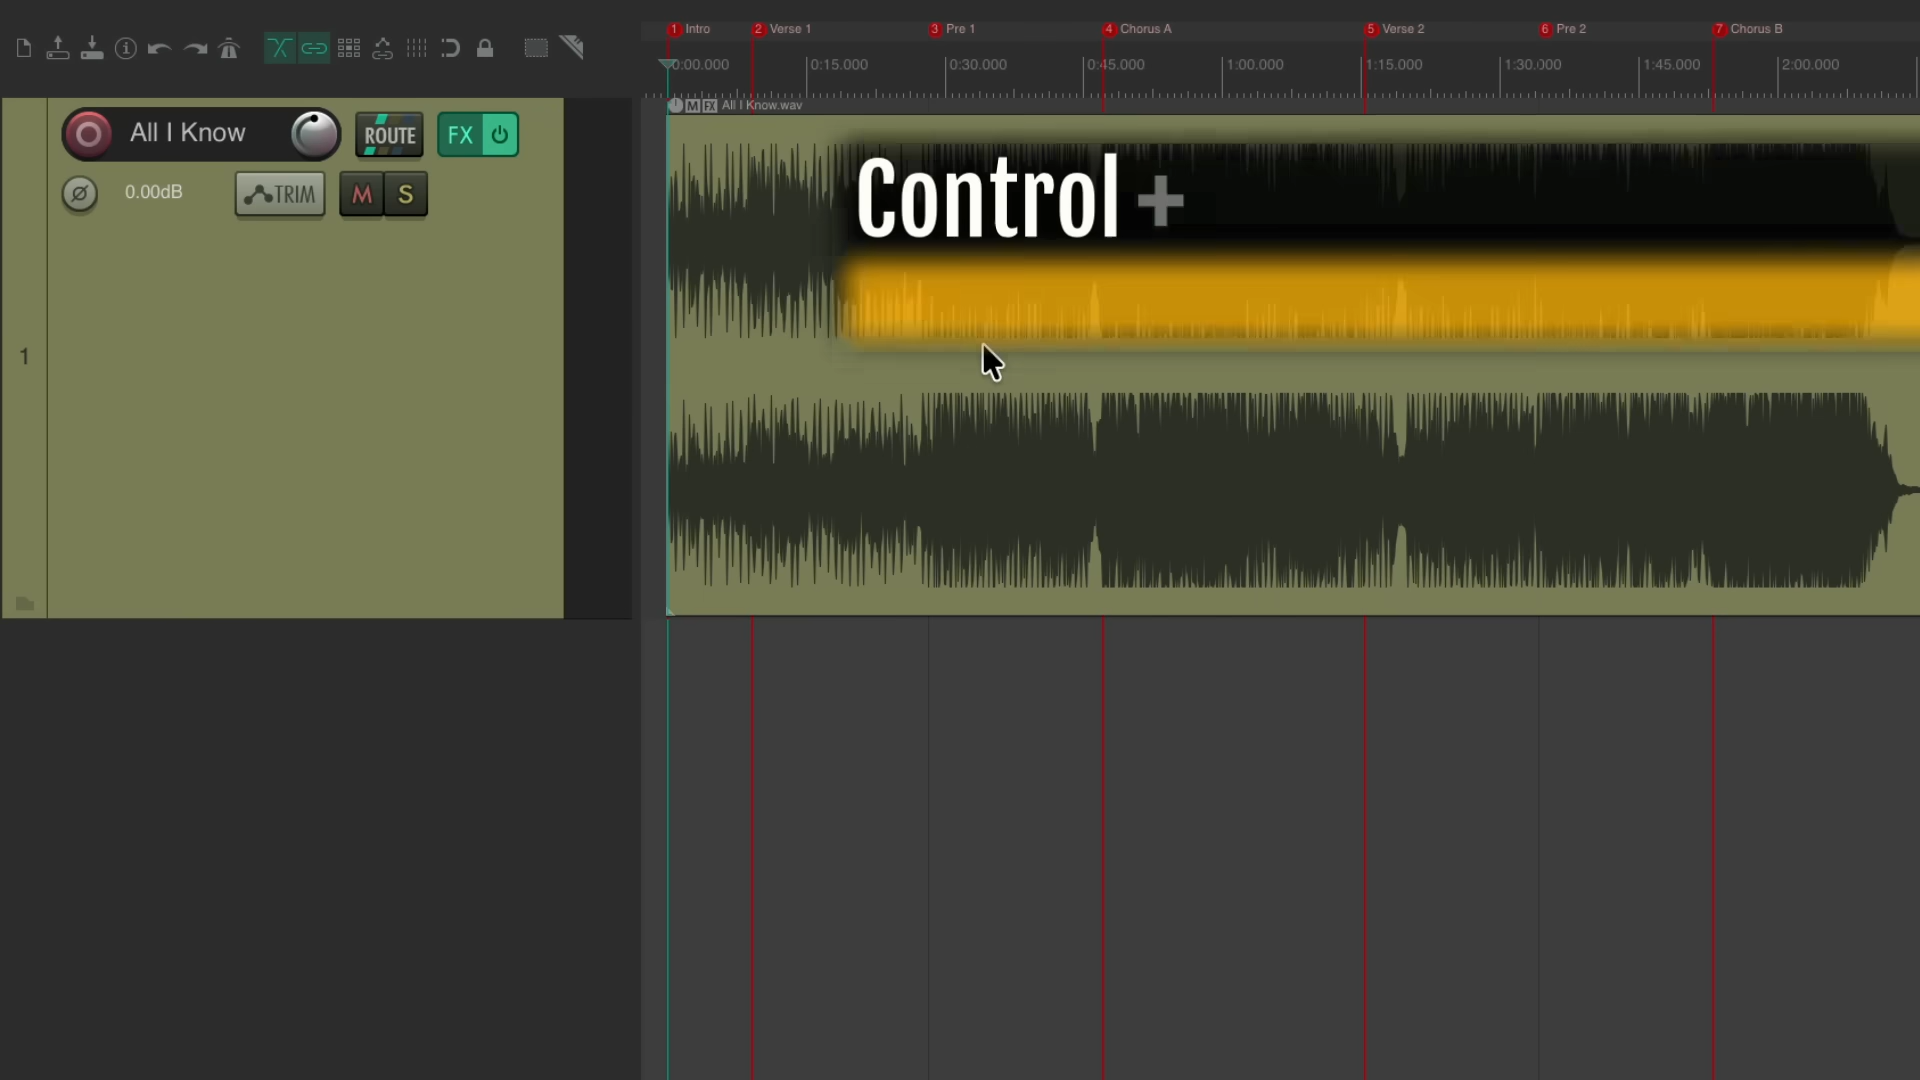 1 Intro 2 Verse 1 3 Pre 1 4 Chorus A 5 Verse 2 6 Pre 2 7 Chorus B
0:00.000 0:15.000 0:30.000 0:45.000 1:00.000 1:15.000 1:30.000 1:45.000 2:00.000
M FX All I Know.wav
All I Know ROUTE FX
0.00dB TRIM M S
Control +
1